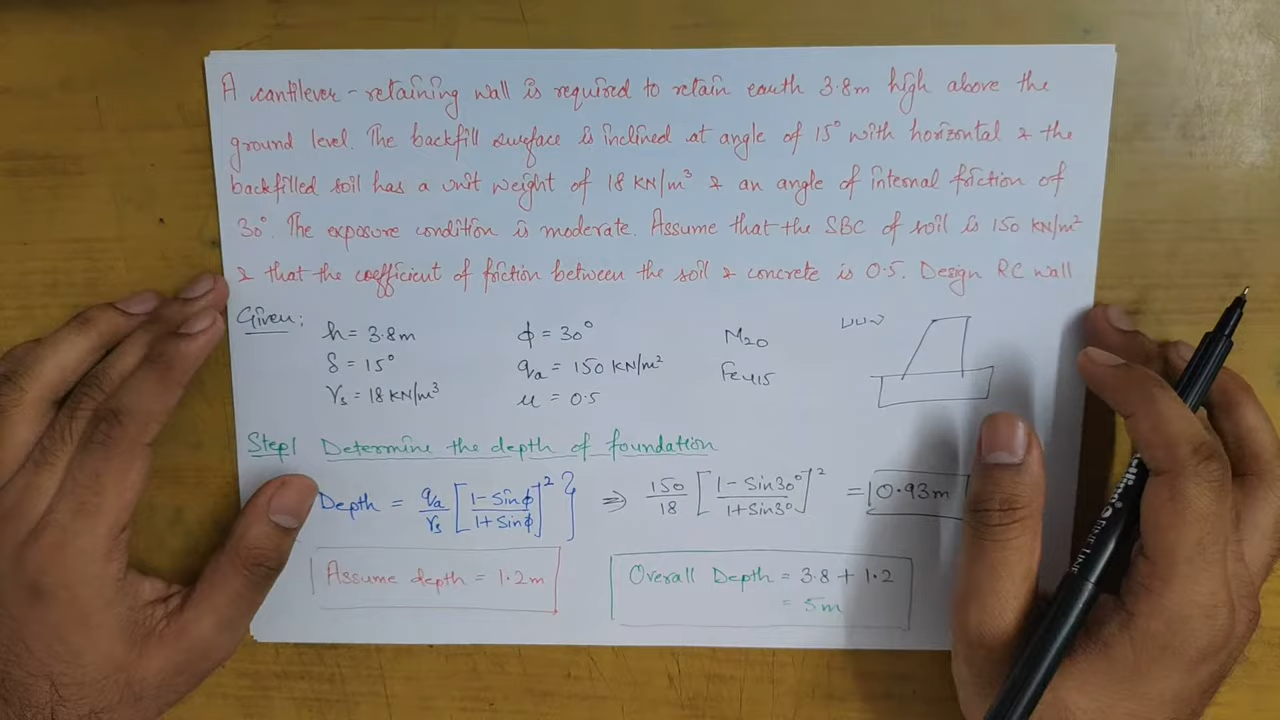 A cantilever-retaining wall is required to retain earth 3.8m high above the
ground level. The backfill surface is inclined at angle of 15° with horizontal & the
backfilled soil has a unit weight of 18 KN/m³ & an angle of internal friction of
30°. The exposure condition is moderate. Assume that the SBC of soil is 150 KN/m²
& that the coefficient of friction between the soil & concrete is 0.5. Design RC wall
Given:
h = 3.8m ϕ = 30° M20
δ = 15° qa = 150 KN/m² Fe415
γs = 18 KN/m³ μ = 0.5
Step1 Determine the depth of foundation
Depth = qa/γs [1-Sinϕ/1+Sinϕ]² } ⇒ 150/18 [1-Sin30°/1+Sin3°]² = 0.93m
Assume depth = 1.2m
Overall Depth = 3.8 + 1.2
= 5m
FINE LINE